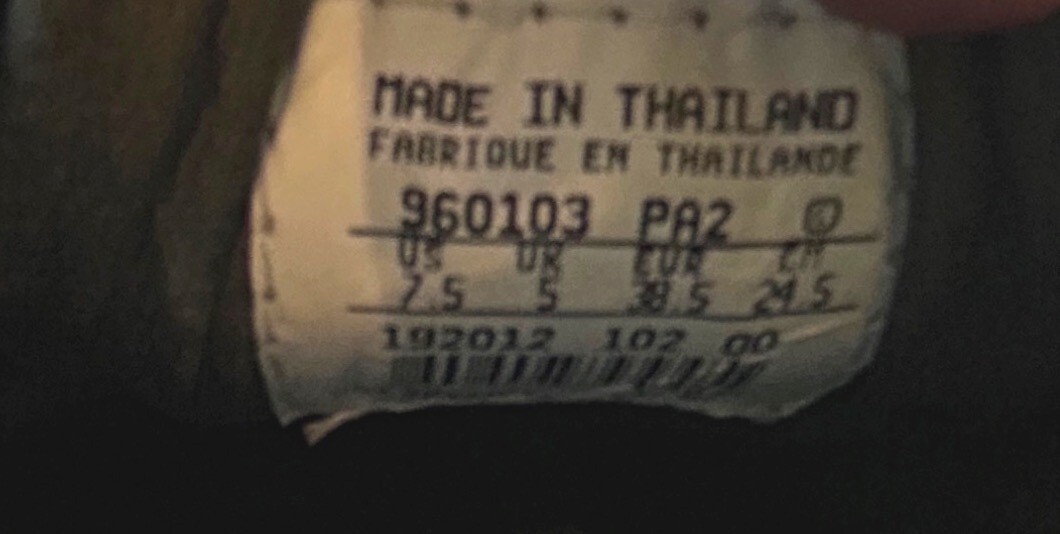 MADE IN THAILAND
FABRIQUE EN THAILANDE
960103 PA2
US UK EUR CM
7.5 5 38.5 24.5
192012 102 00